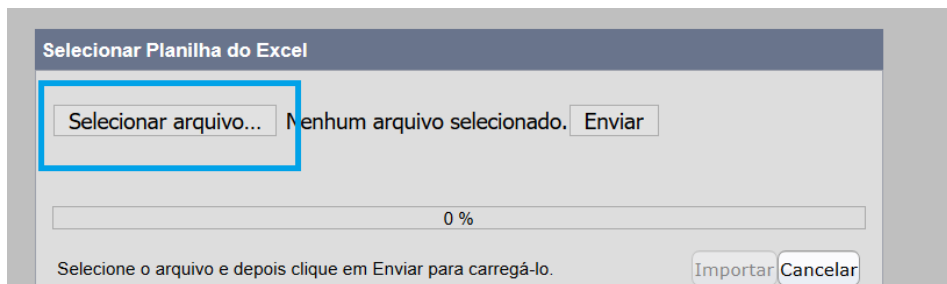 Selecionar Planilha do Excel
Selecionar arquivo... Nenhum arquivo selecionado. Enviar
0 %
Selecione o arquivo e depois clique em Enviar para carregá-lo. Importar Cancelar